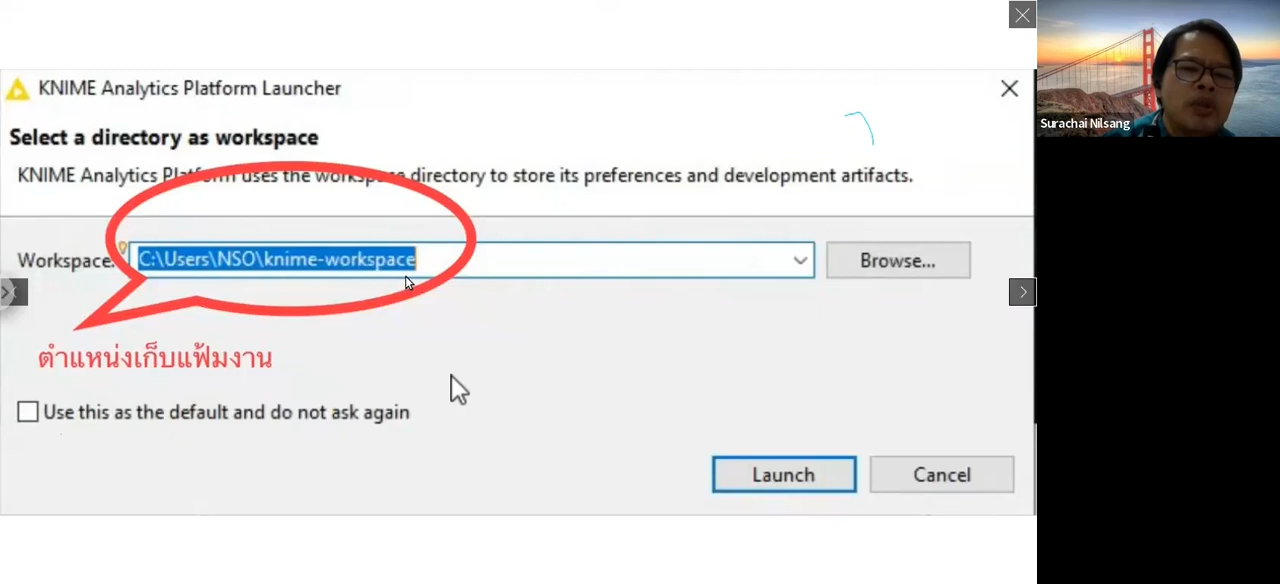 KNIME Analytics Platform Launcher
Select a directory as workspace
KNIME Analytics Platform uses the workspace directory to store its preferences and development artifacts.
Workspace: C:\Users\NSO\knime-workspace Browse...
ตำแหน่งเก็บแฟ้มงาน
Use this as the default and do not ask again
Launch Cancel
Surachai Nilsang